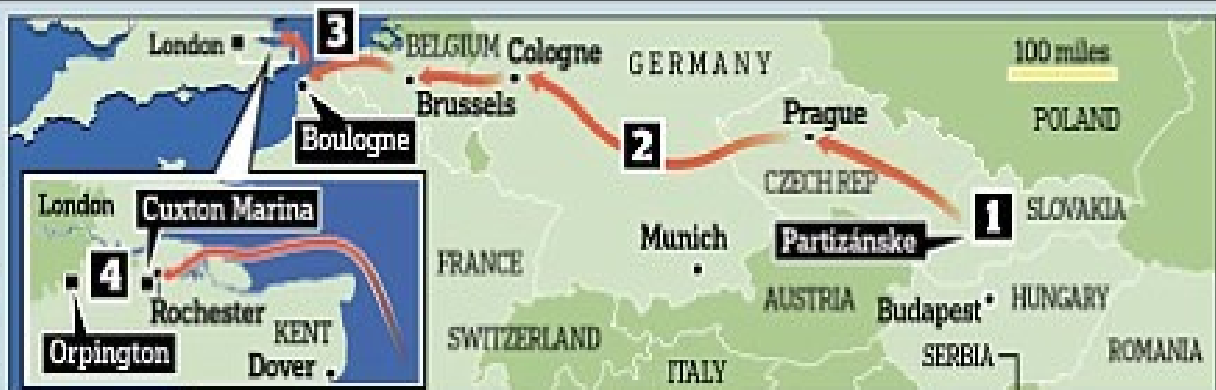 London
3
BELGIUM
Cologne
GERMANY
100 miles
Brussels
Prague
POLAND
Boulogne
2
CZECH REP
1
SLOVAKIA
Partizánske
Munich
FRANCE
AUSTRIA
Budapest
HUNGARY
SWITZERLAND
ITALY
SERBIA
ROMANIA
London
Cuxton Marina
4
Rochester
KENT
Orpington
Dover